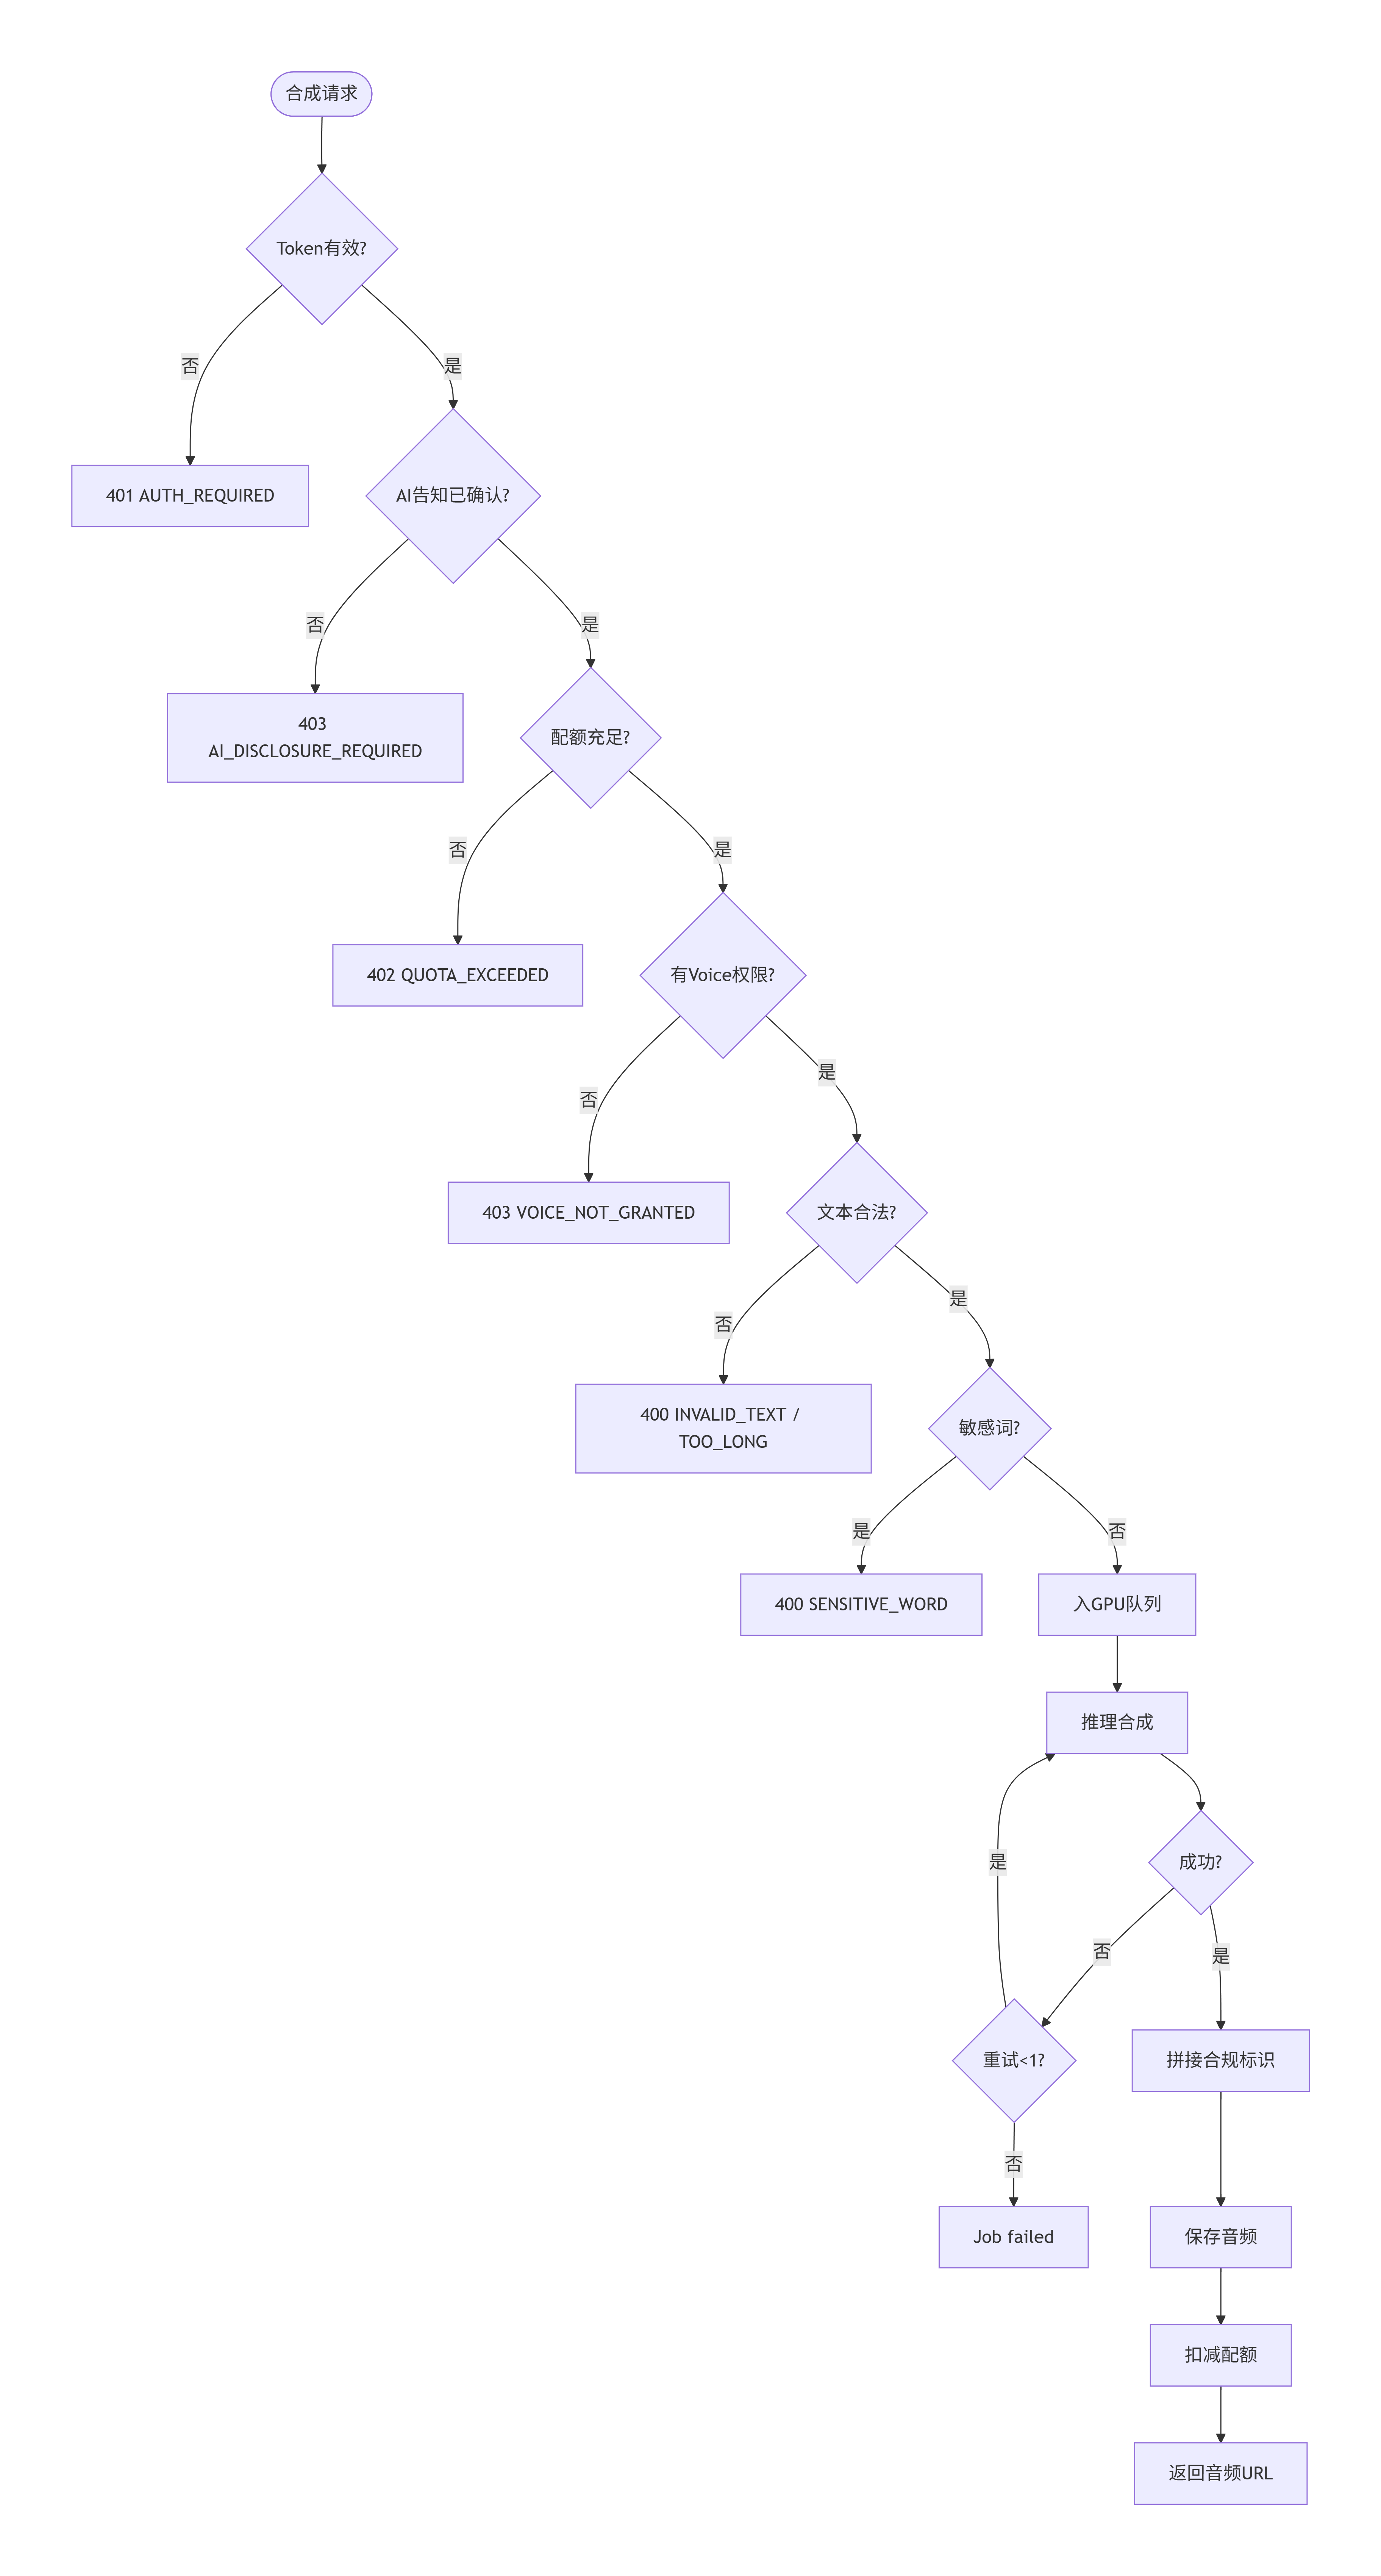 合成请求
Token有效?
否
是
401 AUTH_REQUIRED
AI告知已确认?
否
是
403
AI_DISCLOSURE_REQUIRED
配额充足?
否
是
402 QUOTA_EXCEEDED
有Voice权限?
否
是
403 VOICE_NOT_GRANTED
文本合法?
否
是
400 INVALID_TEXT /
TOO_LONG
敏感词?
是
否
400 SENSITIVE_WORD
入GPU队列
推理合成
是
成功?
否
是
重试<1?
拼接合规标识
否
Job failed
保存音频
扣减配额
返回音频URL